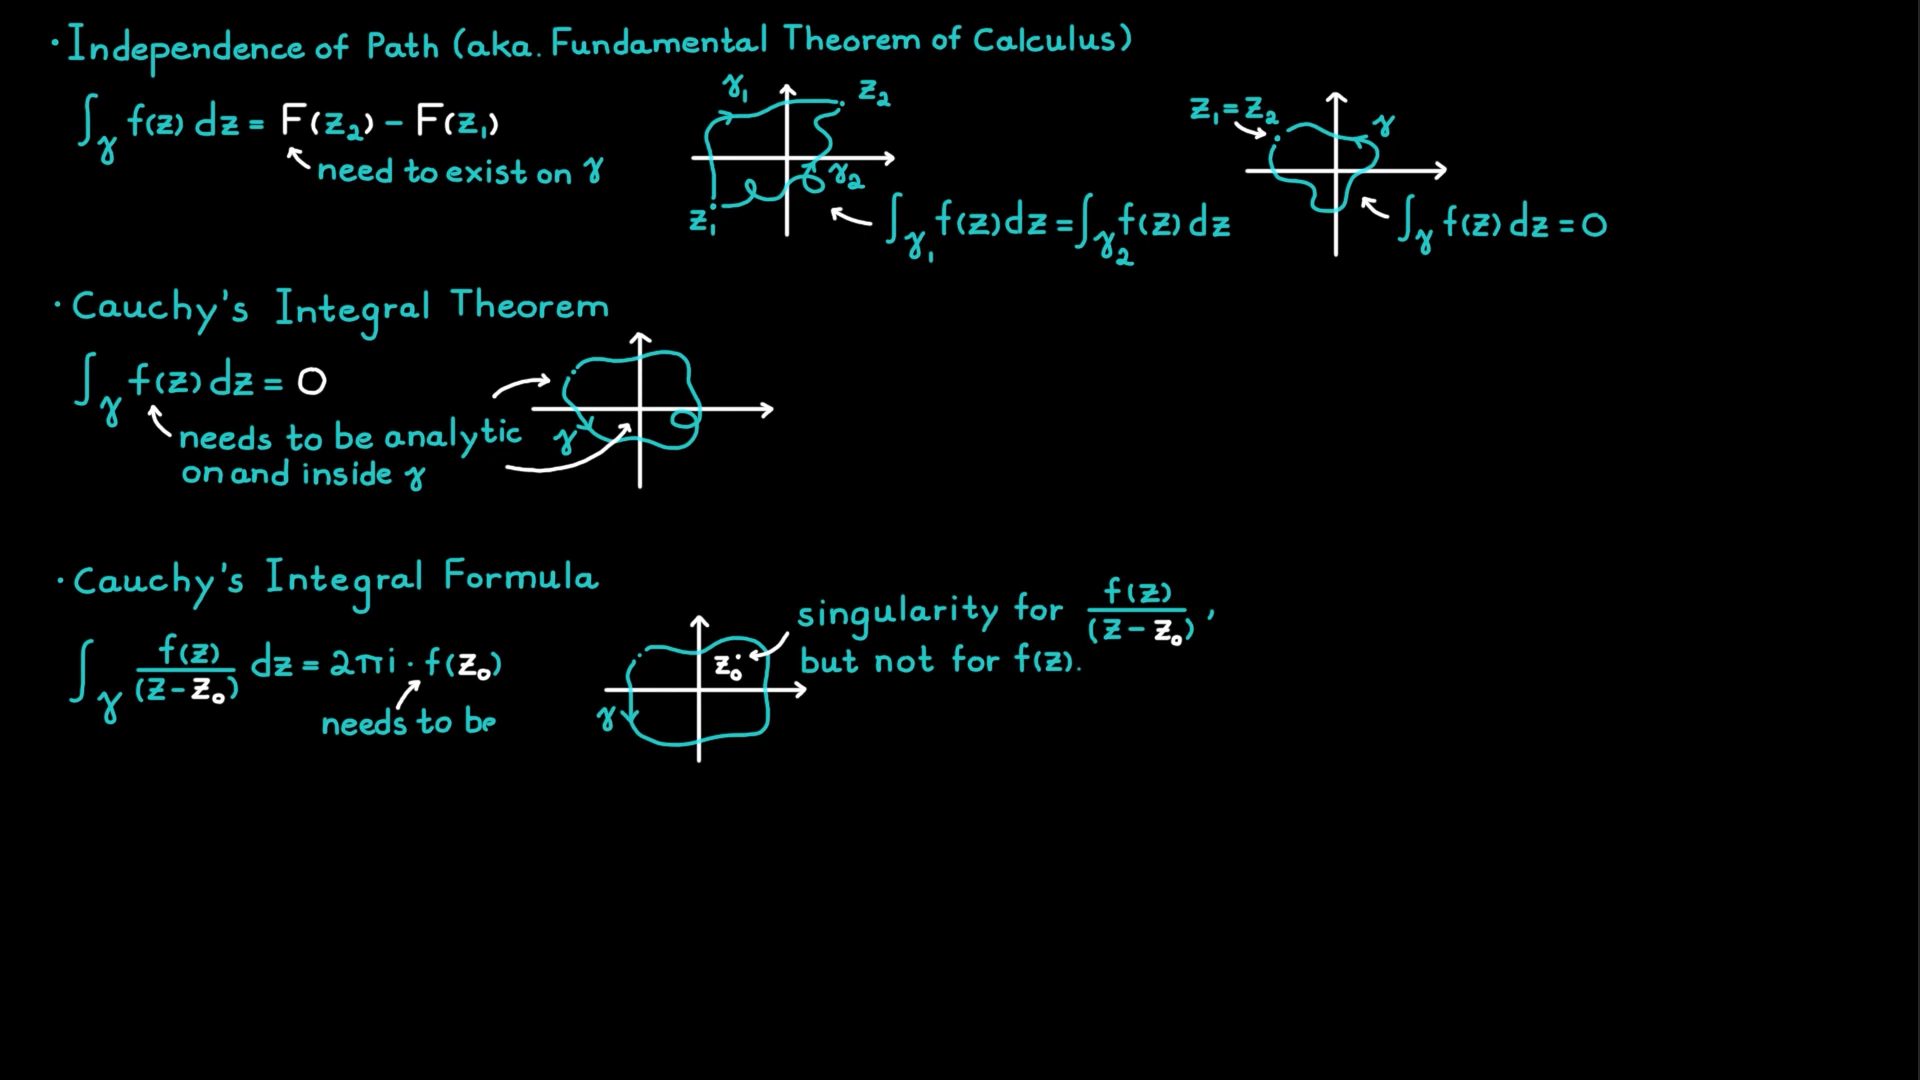 · Independence of Path (aka. Fundamental Theorem of Calculus)
∫γ f(z) dz = F(z₂) - F(z₁)
need to exist on γ
γ₁
z₂
γ₂
z₁
∫γ₁ f(z) dz = ∫γ₂ f(z) dz
z₁ = z₂
γ
∫γ f(z) dz = 0
· Cauchy's Integral Theorem
∫γ f(z) dz = 0
needs to be analytic
on and inside γ
γ
· Cauchy's Integral Formula
∫γ f(z)/(z - z₀) dz = 2πi · f(z₀)
needs to be
z₀
γ
singularity for f(z)/(z - z₀) ,
but not for f(z).